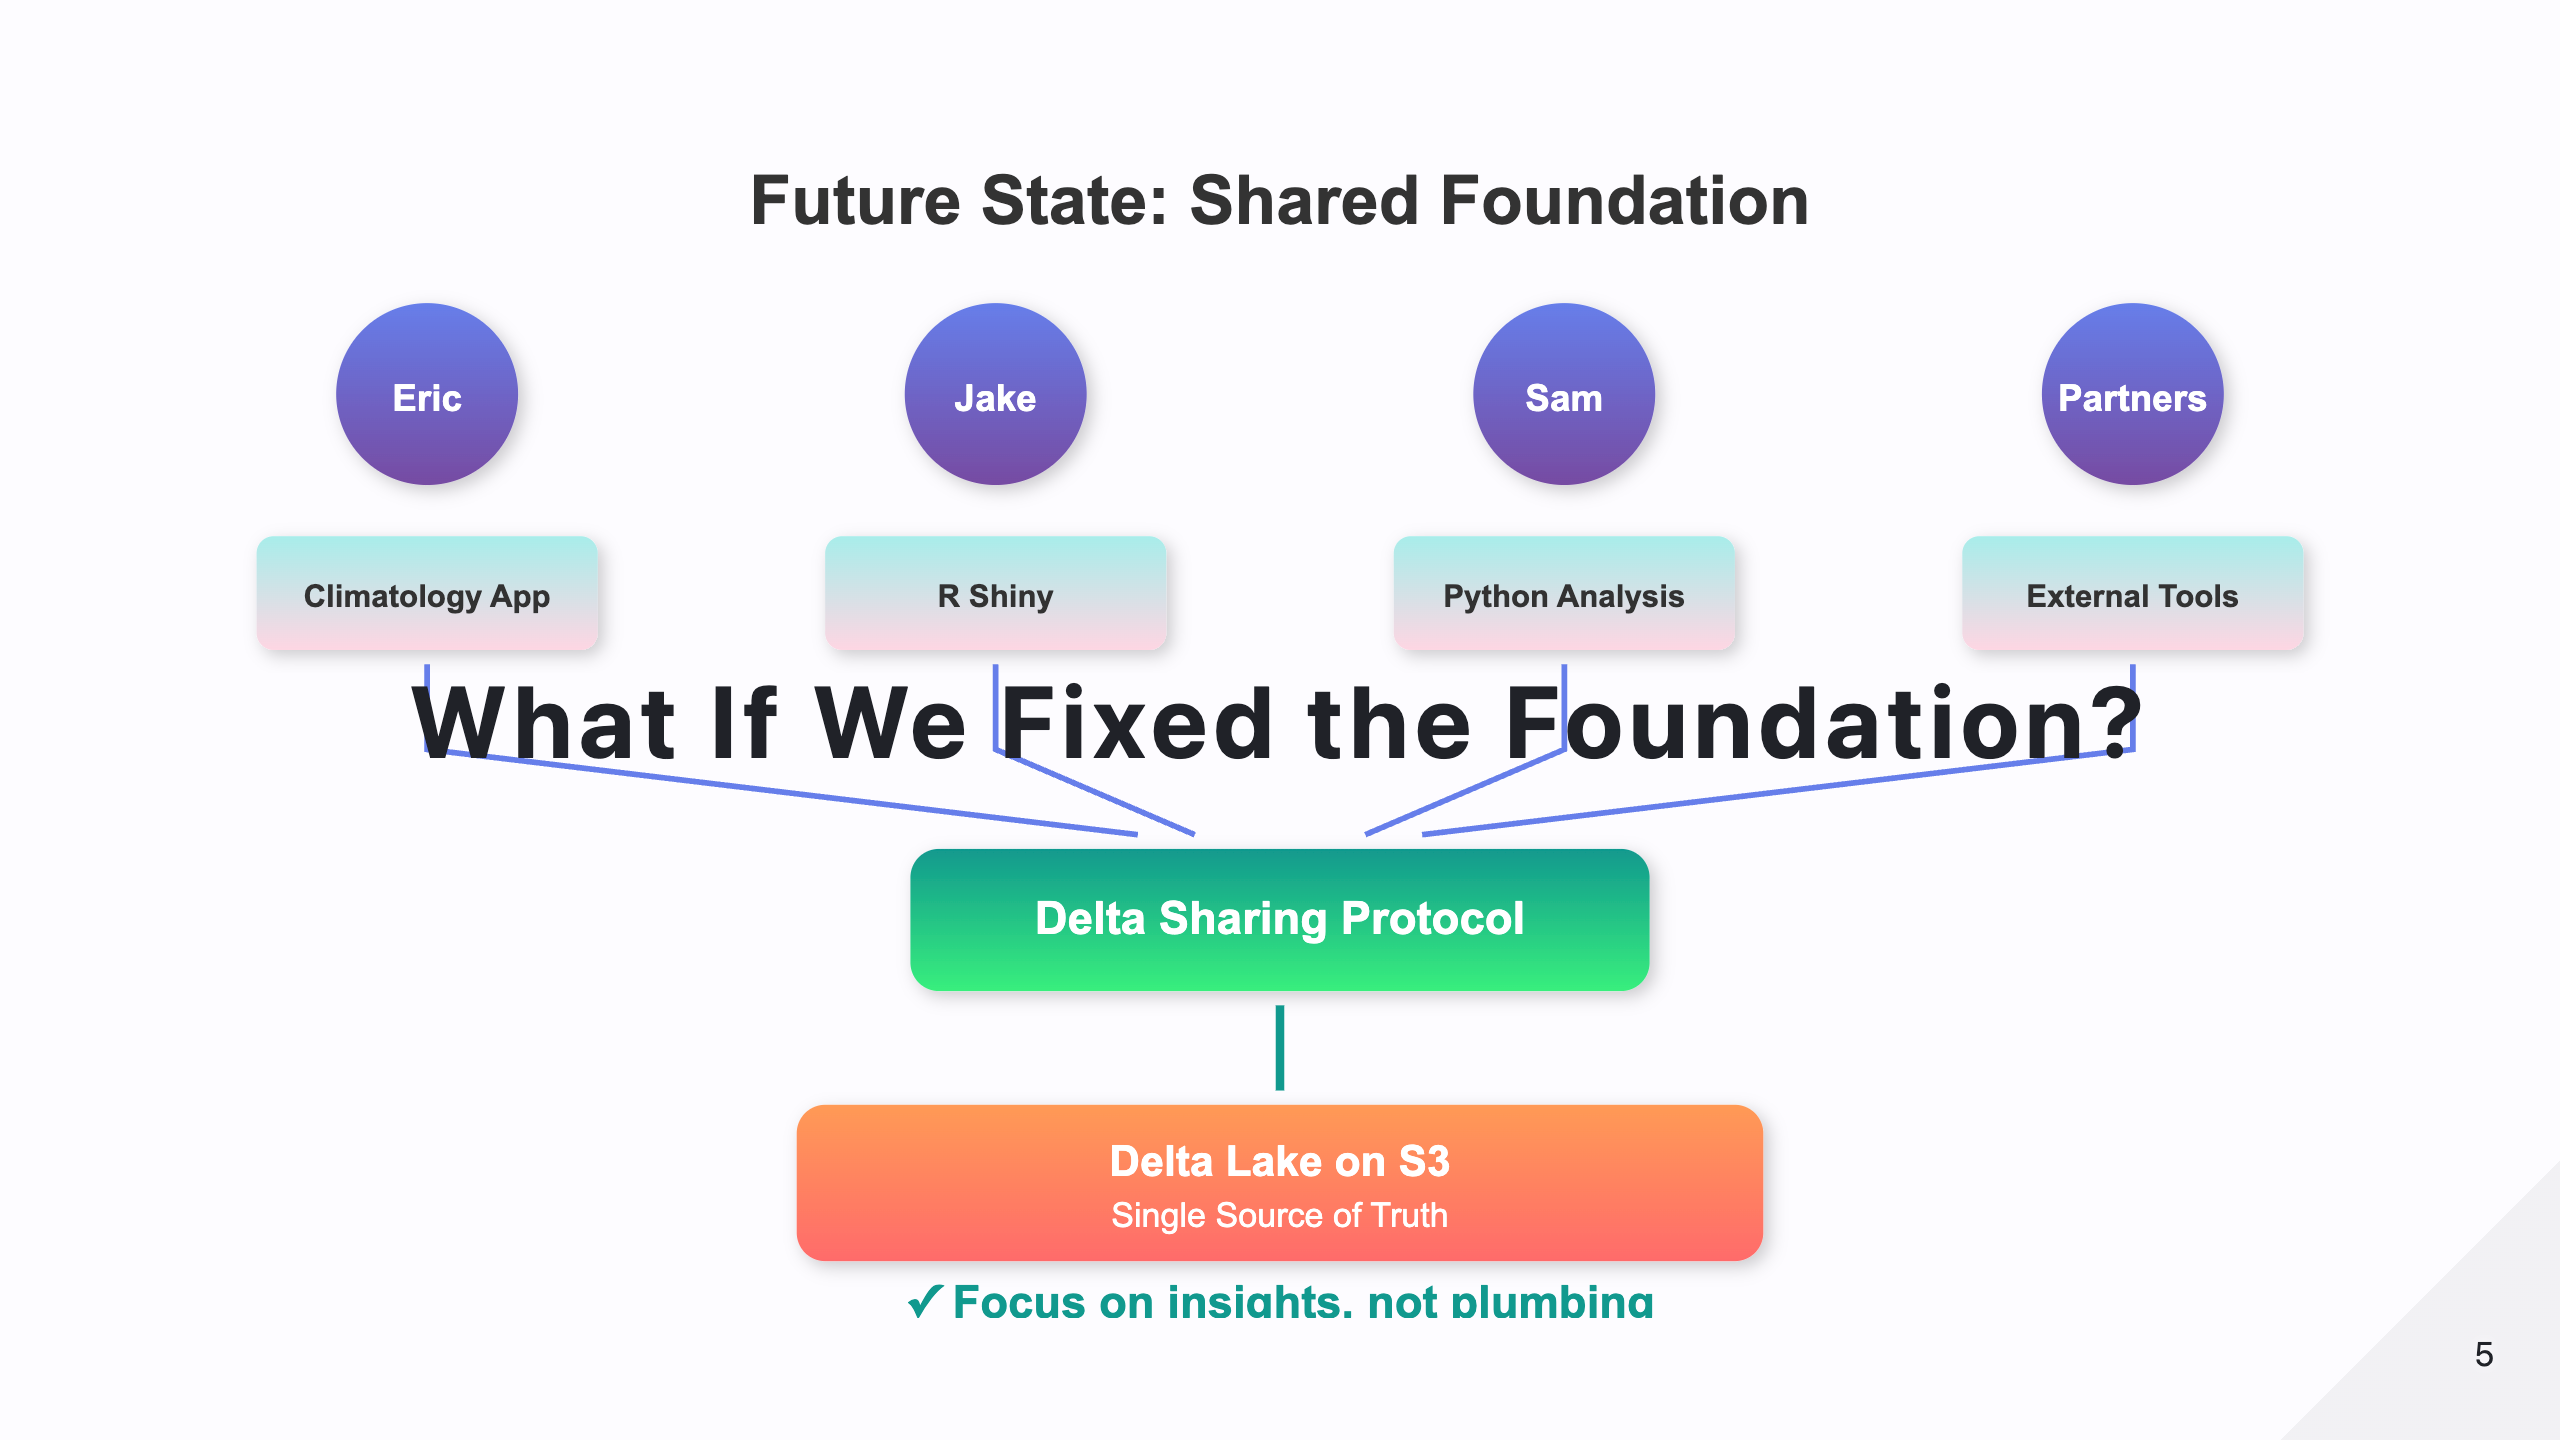 Future State: Shared Foundation
Eric
Jake
Sam
Partners
Climatology App
R Shiny
Python Analysis
External Tools
What If We Fixed the Foundation?
Delta Sharing Protocol
Delta Lake on S3
Single Source of Truth
✓ Focus on insights, not plumbing
5